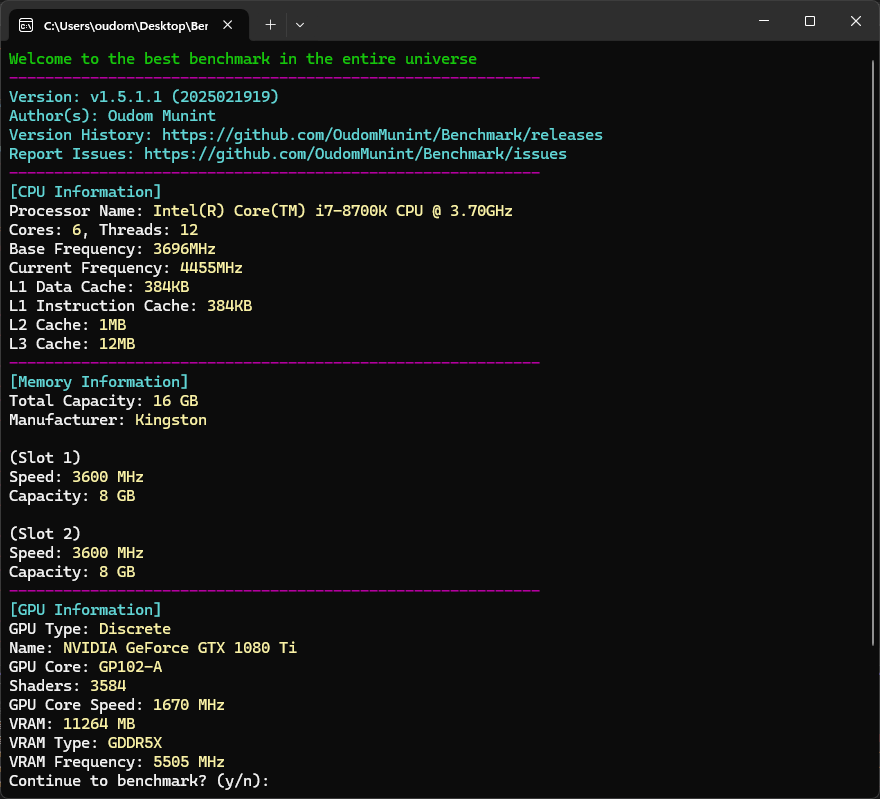 C:\Users\oudom\Desktop\Ber
Welcome to the best benchmark in the entire universe
-----------------------------------------------------------
Version: v1.5.1.1 (2025021919)
Author(s): Oudom Munint
Version History: https://github.com/OudomMunint/Benchmark/releases
Report Issues: https://github.com/OudomMunint/Benchmark/issues
-----------------------------------------------------------
[CPU Information]
Processor Name: Intel(R) Core(TM) i7-8700K CPU @ 3.70GHz
Cores: 6, Threads: 12
Base Frequency: 3696MHz
Current Frequency: 4455MHz
L1 Data Cache: 384KB
L1 Instruction Cache: 384KB
L2 Cache: 1MB
L3 Cache: 12MB
-----------------------------------------------------------
[Memory Information]
Total Capacity: 16 GB
Manufacturer: Kingston
(Slot 1)
Speed: 3600 MHz
Capacity: 8 GB
(Slot 2)
Speed: 3600 MHz
Capacity: 8 GB
-----------------------------------------------------------
[GPU Information]
GPU Type: Discrete
Name: NVIDIA GeForce GTX 1080 Ti
GPU Core: GP102-A
Shaders: 3584
GPU Core Speed: 1670 MHz
VRAM: 11264 MB
VRAM Type: GDDR5X
VRAM Frequency: 5505 MHz
Continue to benchmark? (y/n):